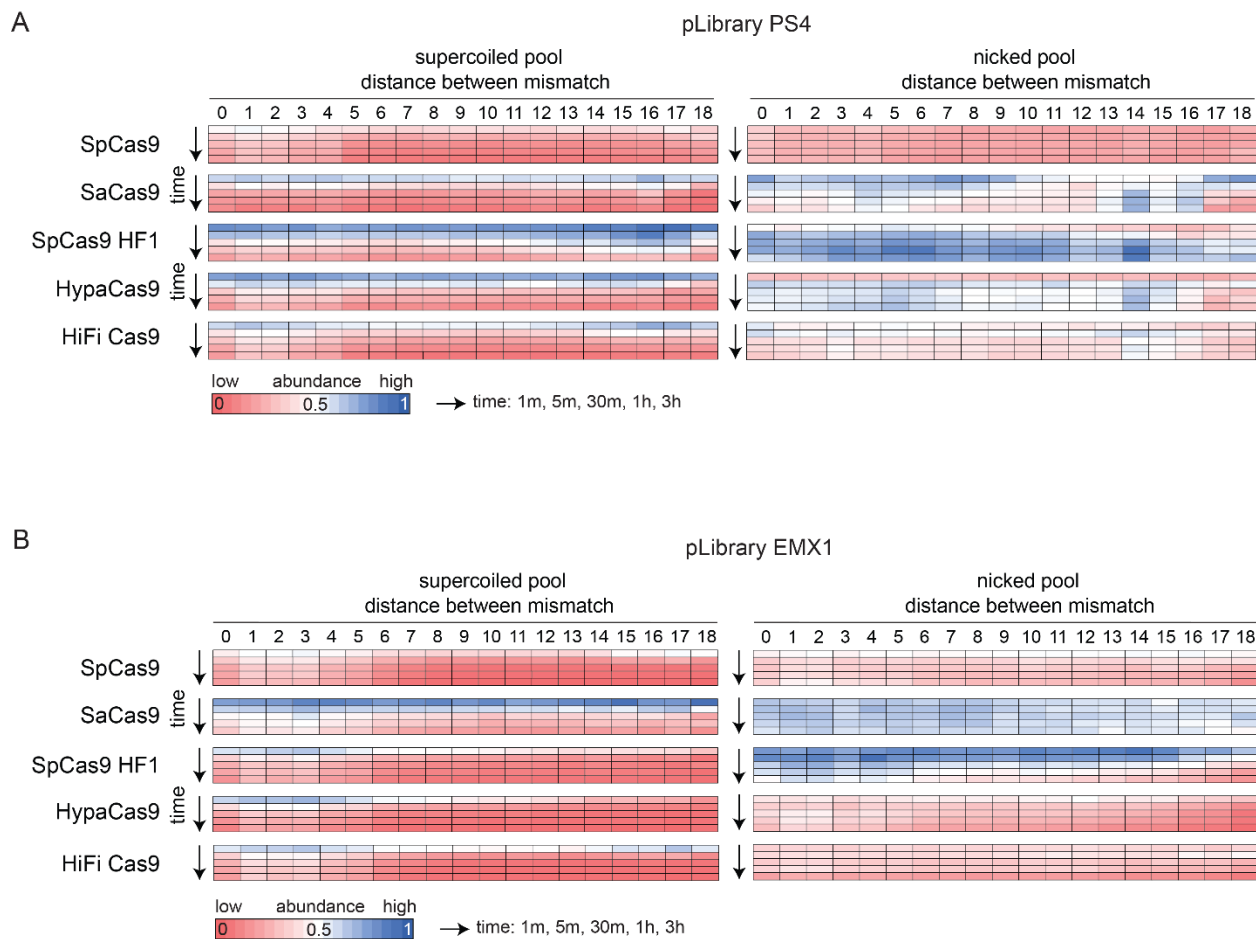 A
pLibrary PS4
supercoiled pool
distance between mismatch
nicked pool
distance between mismatch
0 1 2 3 4 5 6 7 8 9 10 11 12 13 14 15 16 17 18
0 1 2 3 4 5 6 7 8 9 10 11 12 13 14 15 16 17 18
SpCas9
SaCas9
time
SpCas9 HF1
HypaCas9
time
HiFi Cas9
low abundance high
0 0.5 1
time: 1m, 5m, 30m, 1h, 3h
B
pLibrary EMX1
supercoiled pool
distance between mismatch
nicked pool
distance between mismatch
0 1 2 3 4 5 6 7 8 9 10 11 12 13 14 15 16 17 18
0 1 2 3 4 5 6 7 8 9 10 11 12 13 14 15 16 17 18
SpCas9
SaCas9
time
SpCas9 HF1
HypaCas9
time
HiFi Cas9
low abundance high
0 0.5 1
time: 1m, 5m, 30m, 1h, 3h